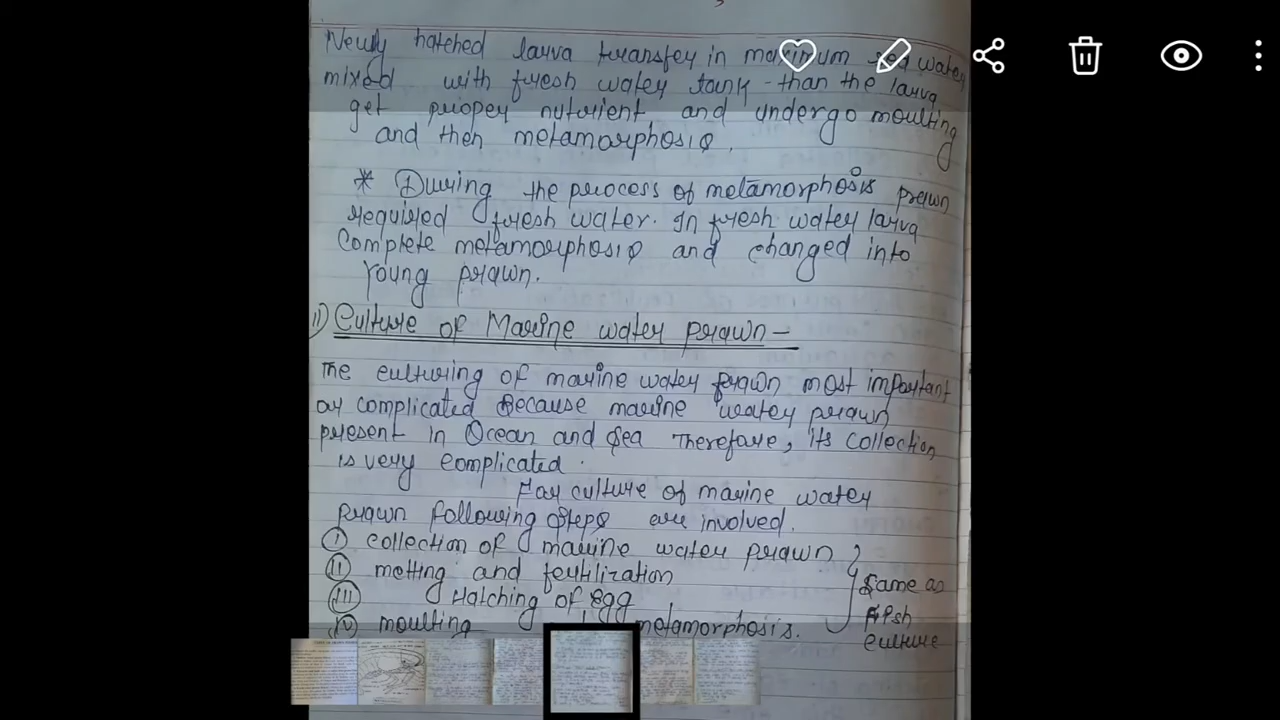 Newly hatched larva transfer in maximum sea water
mixed with fresh water tank - than the larva
get proper nutrient and undergo moulting
and then metamorphosis.
* During the process of metamorphosis prawn
required fresh water. In fresh water larva
Complete metamorphosis and changed into
Young prawn.
II) Culture of Marine water prawn -
The culturing of marine water prawn most important
or complicated Because marine water prawn
present in Ocean and Sea Therefore, its collection
is very complicated.
For culture of marine water
prawn following steps are involved.
(I) collection of marine water prawn
(II) metting and fertilization
(III) Hatching of egg
(IV) moulting metamorphosis.
Same as
Fish
culture